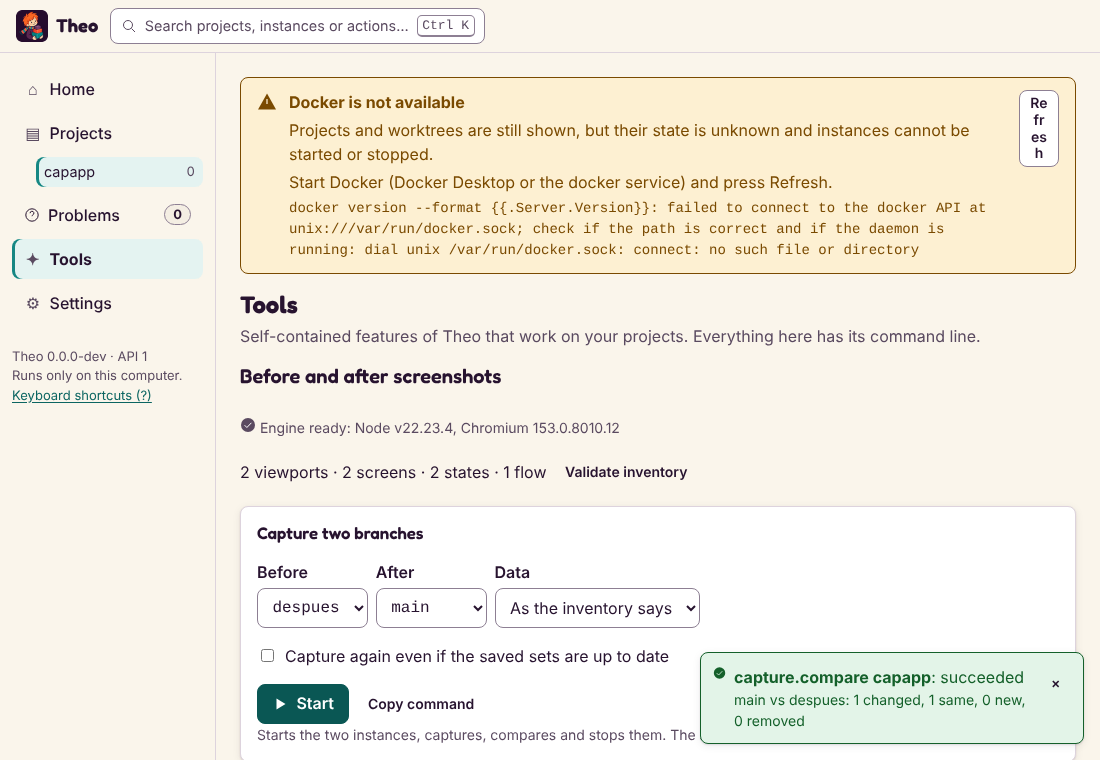 Theo
Search projects, instances or actions... Ctrl K
Home
Projects
capapp 0
Problems 0
Tools
Settings
Theo 0.0.0-dev · API 1
Runs only on this computer.
Keyboard shortcuts (?)
Docker is not available
Projects and worktrees are still shown, but their state is unknown and instances cannot be
started or stopped.
Start Docker (Docker Desktop or the docker service) and press Refresh.
docker version --format {{.Server.Version}}: failed to connect to the docker API at
unix:///var/run/docker.sock; check if the path is correct and if the daemon is
running: dial unix /var/run/docker.sock: connect: no such file or directory
Re
fr
es
h
Tools
Self-contained features of Theo that work on your projects. Everything here has its command line.
Before and after screenshots
Engine ready: Node v22.23.4, Chromium 153.0.8010.12
2 viewports · 2 screens · 2 states · 1 flow Validate inventory
Capture two branches
Before After Data
despues main As the inventory says
Capture again even if the saved sets are up to date
Start Copy command
Starts the two instances, captures, compares and stops them. The
capture.compare capapp: succeeded ×
main vs despues: 1 changed, 1 same, 0 new,
0 removed